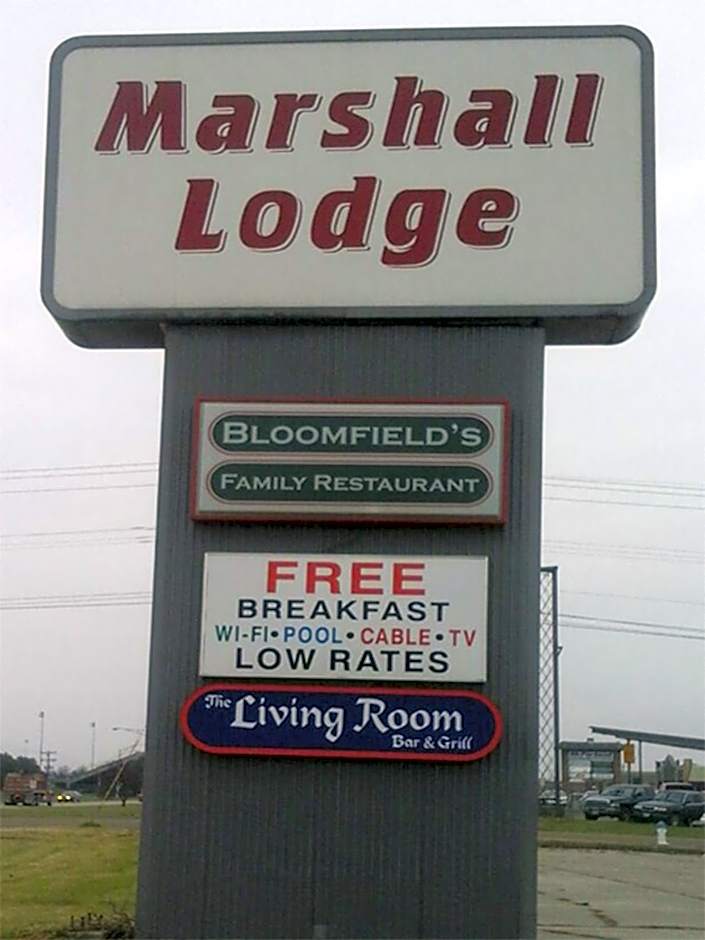 Marshall
Lodge
BLOOMFIELD'S
FAMILY RESTAURANT
FREE
BREAKFAST
WI-FI•POOL•CABLE•TV
LOW RATES
The Living Room
Bar & Grill